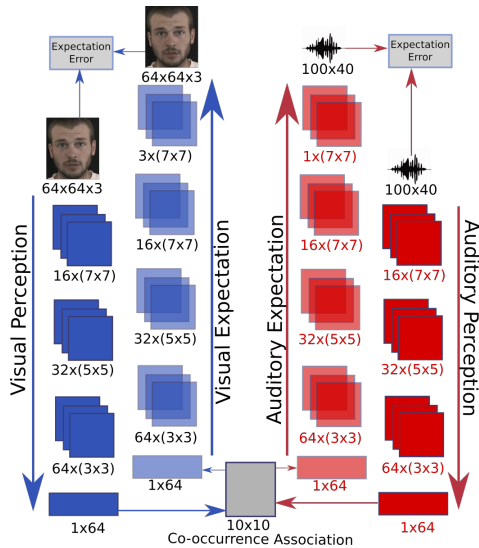 Expectation
Error
64x64x3
3x(7x7)
16x(7x7)
32x(5x5)
64x(3x3)
1x64
Visual Expectation
64x64x3
16x(7x7)
32x(5x5)
64x(3x3)
1x64
Visual Perception
100x40
1x(7x7)
16x(7x7)
32x(5x5)
64x(3x3)
1x64
Auditory Expectation
Expectation
Error
100x40
16x(7x7)
32x(5x5)
64x(3x3)
1x64
Auditory Perception
10x10
Co-occurrence Association